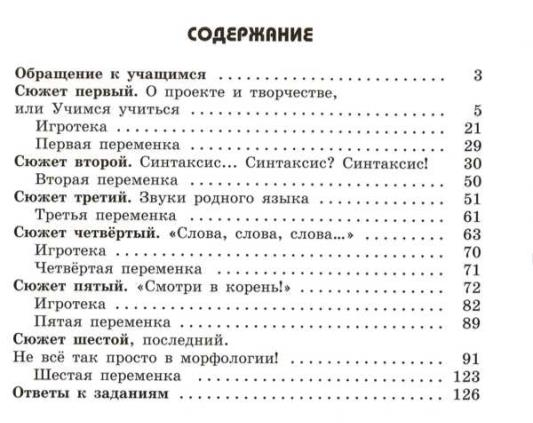 СОДЕРЖАНИЕ
Обращение к учащимся ........................ 3
Сюжет первый. О проекте и творчестве,
или Учимся учиться ........................... 5
Игротека .................................. 21
Первая переменка ........................... 29
Сюжет второй. Синтаксис... Синтаксис? Синтаксис! 30
Вторая переменка ........................... 50
Сюжет третий. Звуки родного языка ............. 51
Третья переменка ........................... 61
Сюжет четвёртый. «Слова, слова, слова...» ........ 63
Игротека .................................. 70
Четвёртая переменка ........................ 71
Сюжет пятый. «Смотри в корень!» .............. 72
Игротека .................................. 82
Пятая переменка ............................ 89
Сюжет шестой, последний.
Не всё так просто в морфологии! ................ 91
Шестая переменка .......................... 123
Ответы к заданиям ............................ 126